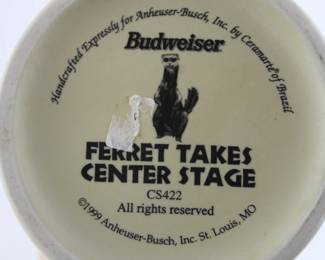 Handcrafted Expressly for Anheuser-Busch, Inc. by Ceramarte of Brazil
Budweiser
FERRET TAKES
CENTER STAGE
CS422
All rights reserved
©1999 Anheuser-Busch, Inc. St. Louis, MO